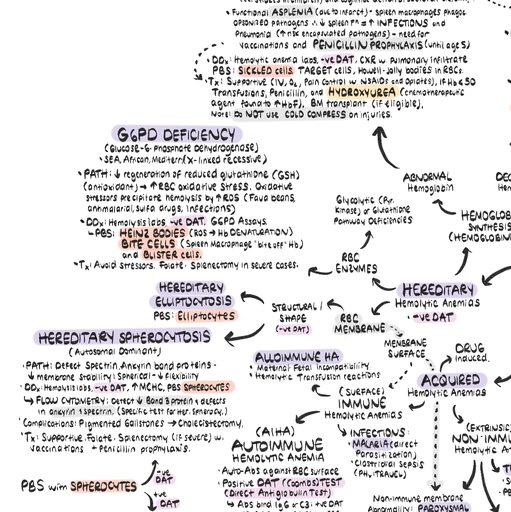 · Functional ASPLENIA (due to infarct) - spleen macrophages phagoc.
opsonized pathogens ∴ ↓ spleen Fⁿ = ↑ INFECTIONS and
Pneumonia (↑ risk encapsulated pathogens) - need for
vaccinations and PENICILLIN PROPHYLAXIS (until age 5)
· DDx: Hemolytic anemia labs, -ve DAT, CXR w. Pulmonary infiltrate
PBS: SICKLED cells, TARGET cells, Howell-Jolly bodies in RBCs.
· Tx: Supportive (IV, O₂, Pain Control w. NSAIDs and Opiates), if Hb<50
Transfusions, Penicillin, and HYDROXYUREA (chemotherapeutic
agent found to ↑ HbF). BM transplant (if eligible).
Note: Do NOT use COLD COMPRESS on injuries.
G6PD DEFICIENCY
(Glucose-6-Phosphate Dehydrogenase)
· SEA, African, Mediterr (X-linked recessive)
· PATH: ↓ regeneration of reduced glutathione (GSH)
(antioxidant) → ↑ RBC oxidative stress. Oxidative
stressors precipitate hemolysis by ↑ ROS (Fava beans,
antimalarial, sulfa drugs, infections)
· DDx: Hemolysis labs, -ve DAT. G6PD Assays.
↳ PBS: HEINZ BODIES (ROS → Hb DENATURATION)
BITE CELLS (Spleen Macrophage "bite off" Hb)
and BLISTER cells.
· Tx: Avoid stressors. Folate. Splenectomy in severe cases.
ABNORMAL
Hemoglobin
Glycolytic (Pyr.
Kinase) or Glutathione
Pathway Deficiencies
HEMOGLOB
SYNTHESIS
(HEMOGLOBIN
RBC
ENZYMES
HEREDITARY
Hemolytic Anemias
· -ve DAT
HEREDITARY
ELLIPTOCYTOSIS
PBS: Elliptocytes
STRUCTURAL /
SHAPE
(-ve DAT)
RBC
MEMBRANE
MEMBRANE
SURFACE
HEREDITARY SPHEROCYTOSIS
(Autosomal Dominant)
· PATH: Defect Spectrin, Ankyrin band proteins -
↓ membrane stability: Spherical - ↓ flexibility
· DDx: Hemolysis labs, -ve DAT, ↑ MCHC, PBS SPHEROCYTES
↳ FLOW CYTOMETRY: Detect ↓ Band 3 protein & defects
in ankyrin & spectrin. (Specific test for Her. Spherocy.)
· Complications: Pigmented Gallstones → Cholecystectomy.
· Tx: Supportive. Folate. Splenectomy (if severe) w.
vaccinations + Penicillin prophylaxis.
ALLOIMMUNE HA
· Maternal Fetal Incompatibility
· Hemolytic Transfusion reactions
DRUG
Induced.
ACQUIRED
Hemolytic Anemias
(SURFACE)
IMMUNE
Hemolytic Anemias
(EXTRINSIC)
NON-IMMU
Hemolytic Anemias
(AIHA)
AUTOIMMUNE
HEMOLYTIC ANEMIA
· Auto-Abs against RBC surface
· Positive DAT (Coombs) TEST
(Direct Antiglobulin Test)
↳ Abs bind IgG or C3: +ve DAT
· INFECTIONS:
· MALARIA (direct
Parasitization)
· Clostridial Sepsis
PBS with SPHEROCYTES
-ve
DAT
+ve
DAT
Non-immune membrane
Abnormality PAROXYSMAL